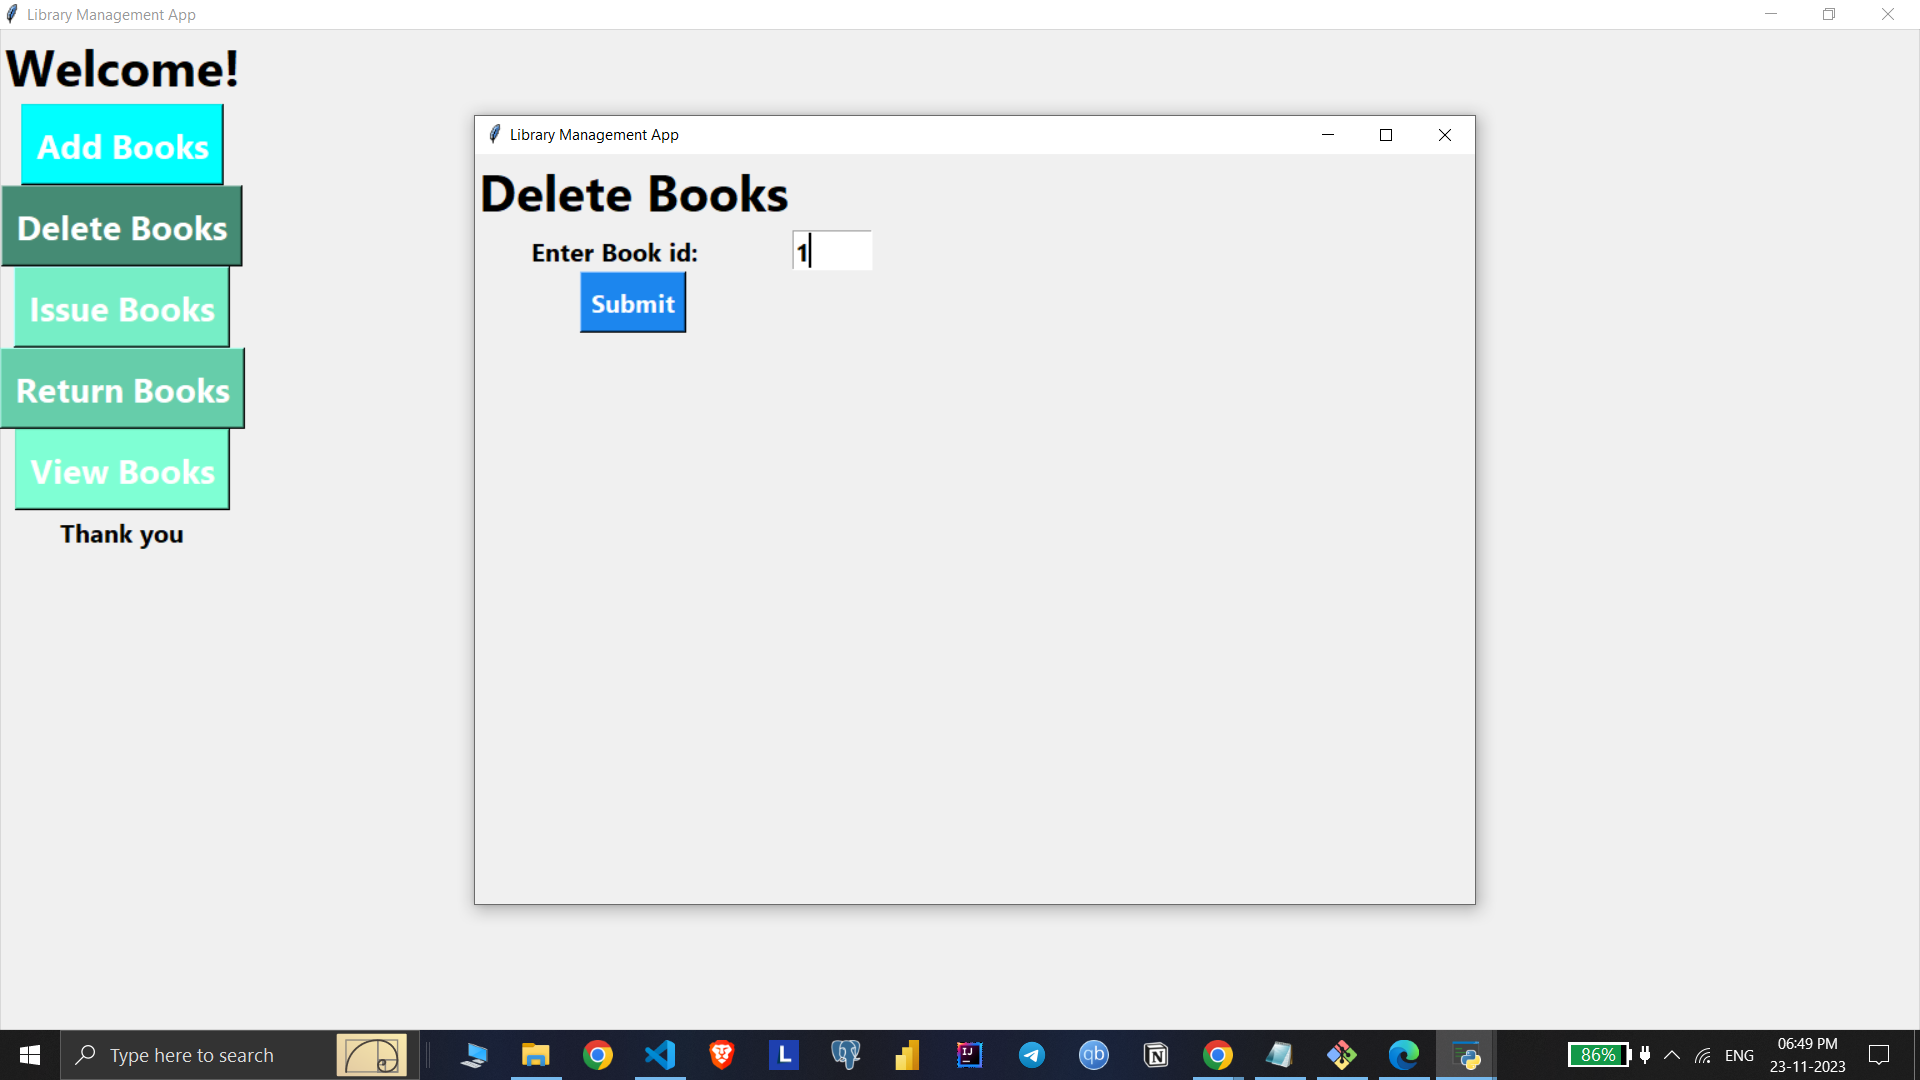 Library Management App
Welcome!
Add Books
Delete Books
Issue Books
Return Books
View Books
Thank you
Library Management App
Delete Books
Enter Book id: 1
Submit
Type here to search
L
IJ
qb
N
86%
ENG
06:49 PM
23-11-2023